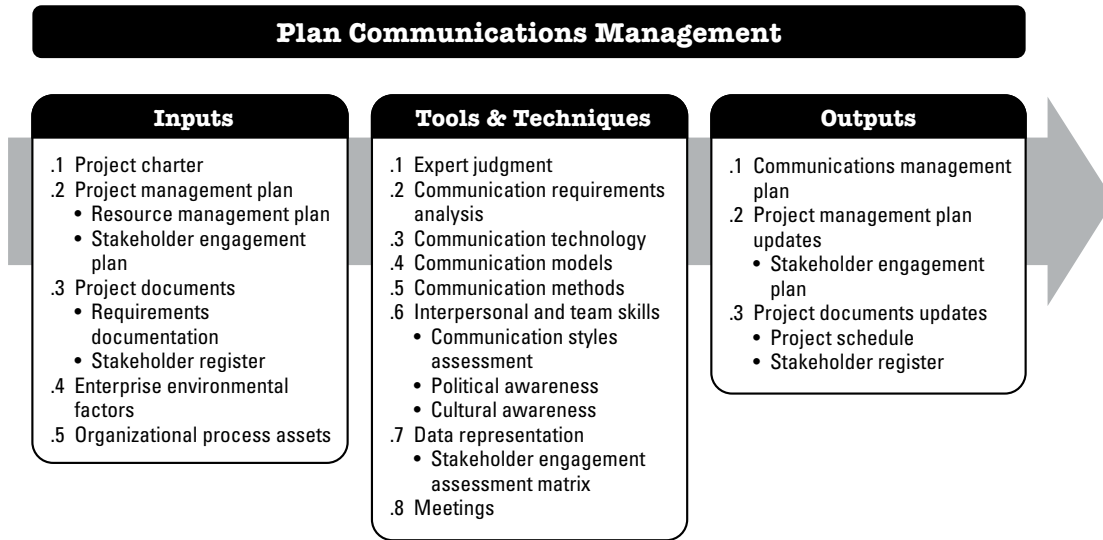 Plan Communications Management
Inputs
.1 Project charter
.2 Project management plan
• Resource management plan
• Stakeholder engagement
plan
.3 Project documents
• Requirements
documentation
• Stakeholder register
.4 Enterprise environmental
factors
.5 Organizational process assets
Tools & Techniques
.1 Expert judgment
.2 Communication requirements
analysis
.3 Communication technology
.4 Communication models
.5 Communication methods
.6 Interpersonal and team skills
• Communication styles
assessment
• Political awareness
• Cultural awareness
.7 Data representation
• Stakeholder engagement
assessment matrix
.8 Meetings
Outputs
.1 Communications management
plan
.2 Project management plan
updates
• Stakeholder engagement
plan
.3 Project documents updates
• Project schedule
• Stakeholder register